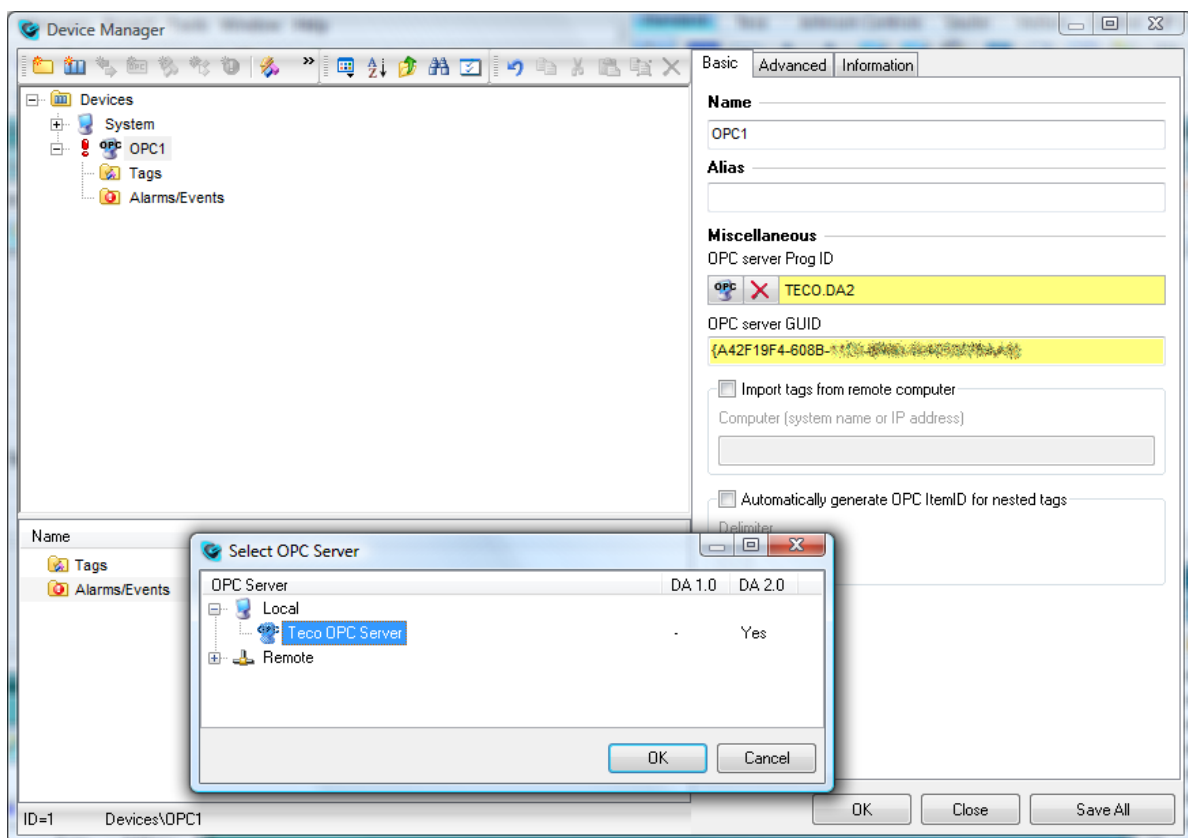 Device Manager
Devices
System
OPC1
Tags
Alarms/Events
Name
Tags
Alarms/Events
ID=1 Devices\OPC1
Basic Advanced Information
Name
OPC1
Alias
Miscellaneous
OPC server Prog ID
OPC TECO.DA2
OPC server GUID
{A42F19F4-608B-
Import tags from remote computer
Computer (system name or IP address)
Automatically generate OPC ItemID for nested tags
Delimiter
OK Close Save All
Select OPC Server
OPC Server DA 1.0 DA 2.0
Local
Teco OPC Server - Yes
Remote
OK Cancel